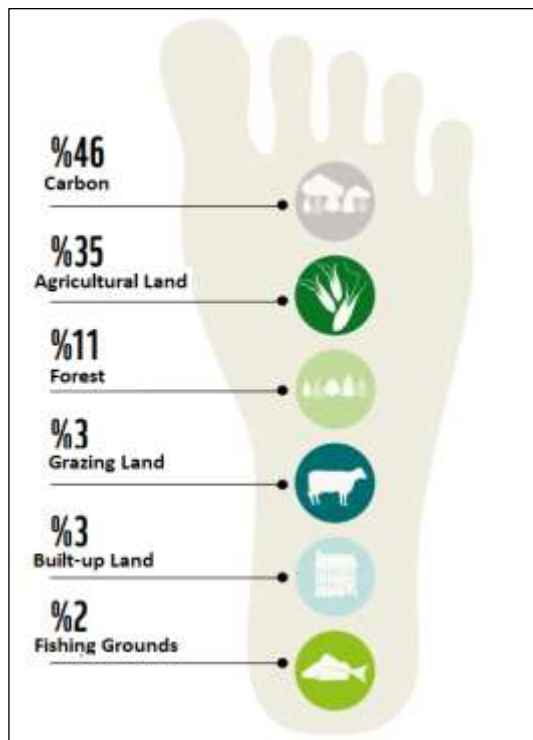 %46
Carbon
%35
Agricultural Land
%11
Forest
%3
Grazing Land
%3
Built-up Land
%2
Fishing Grounds